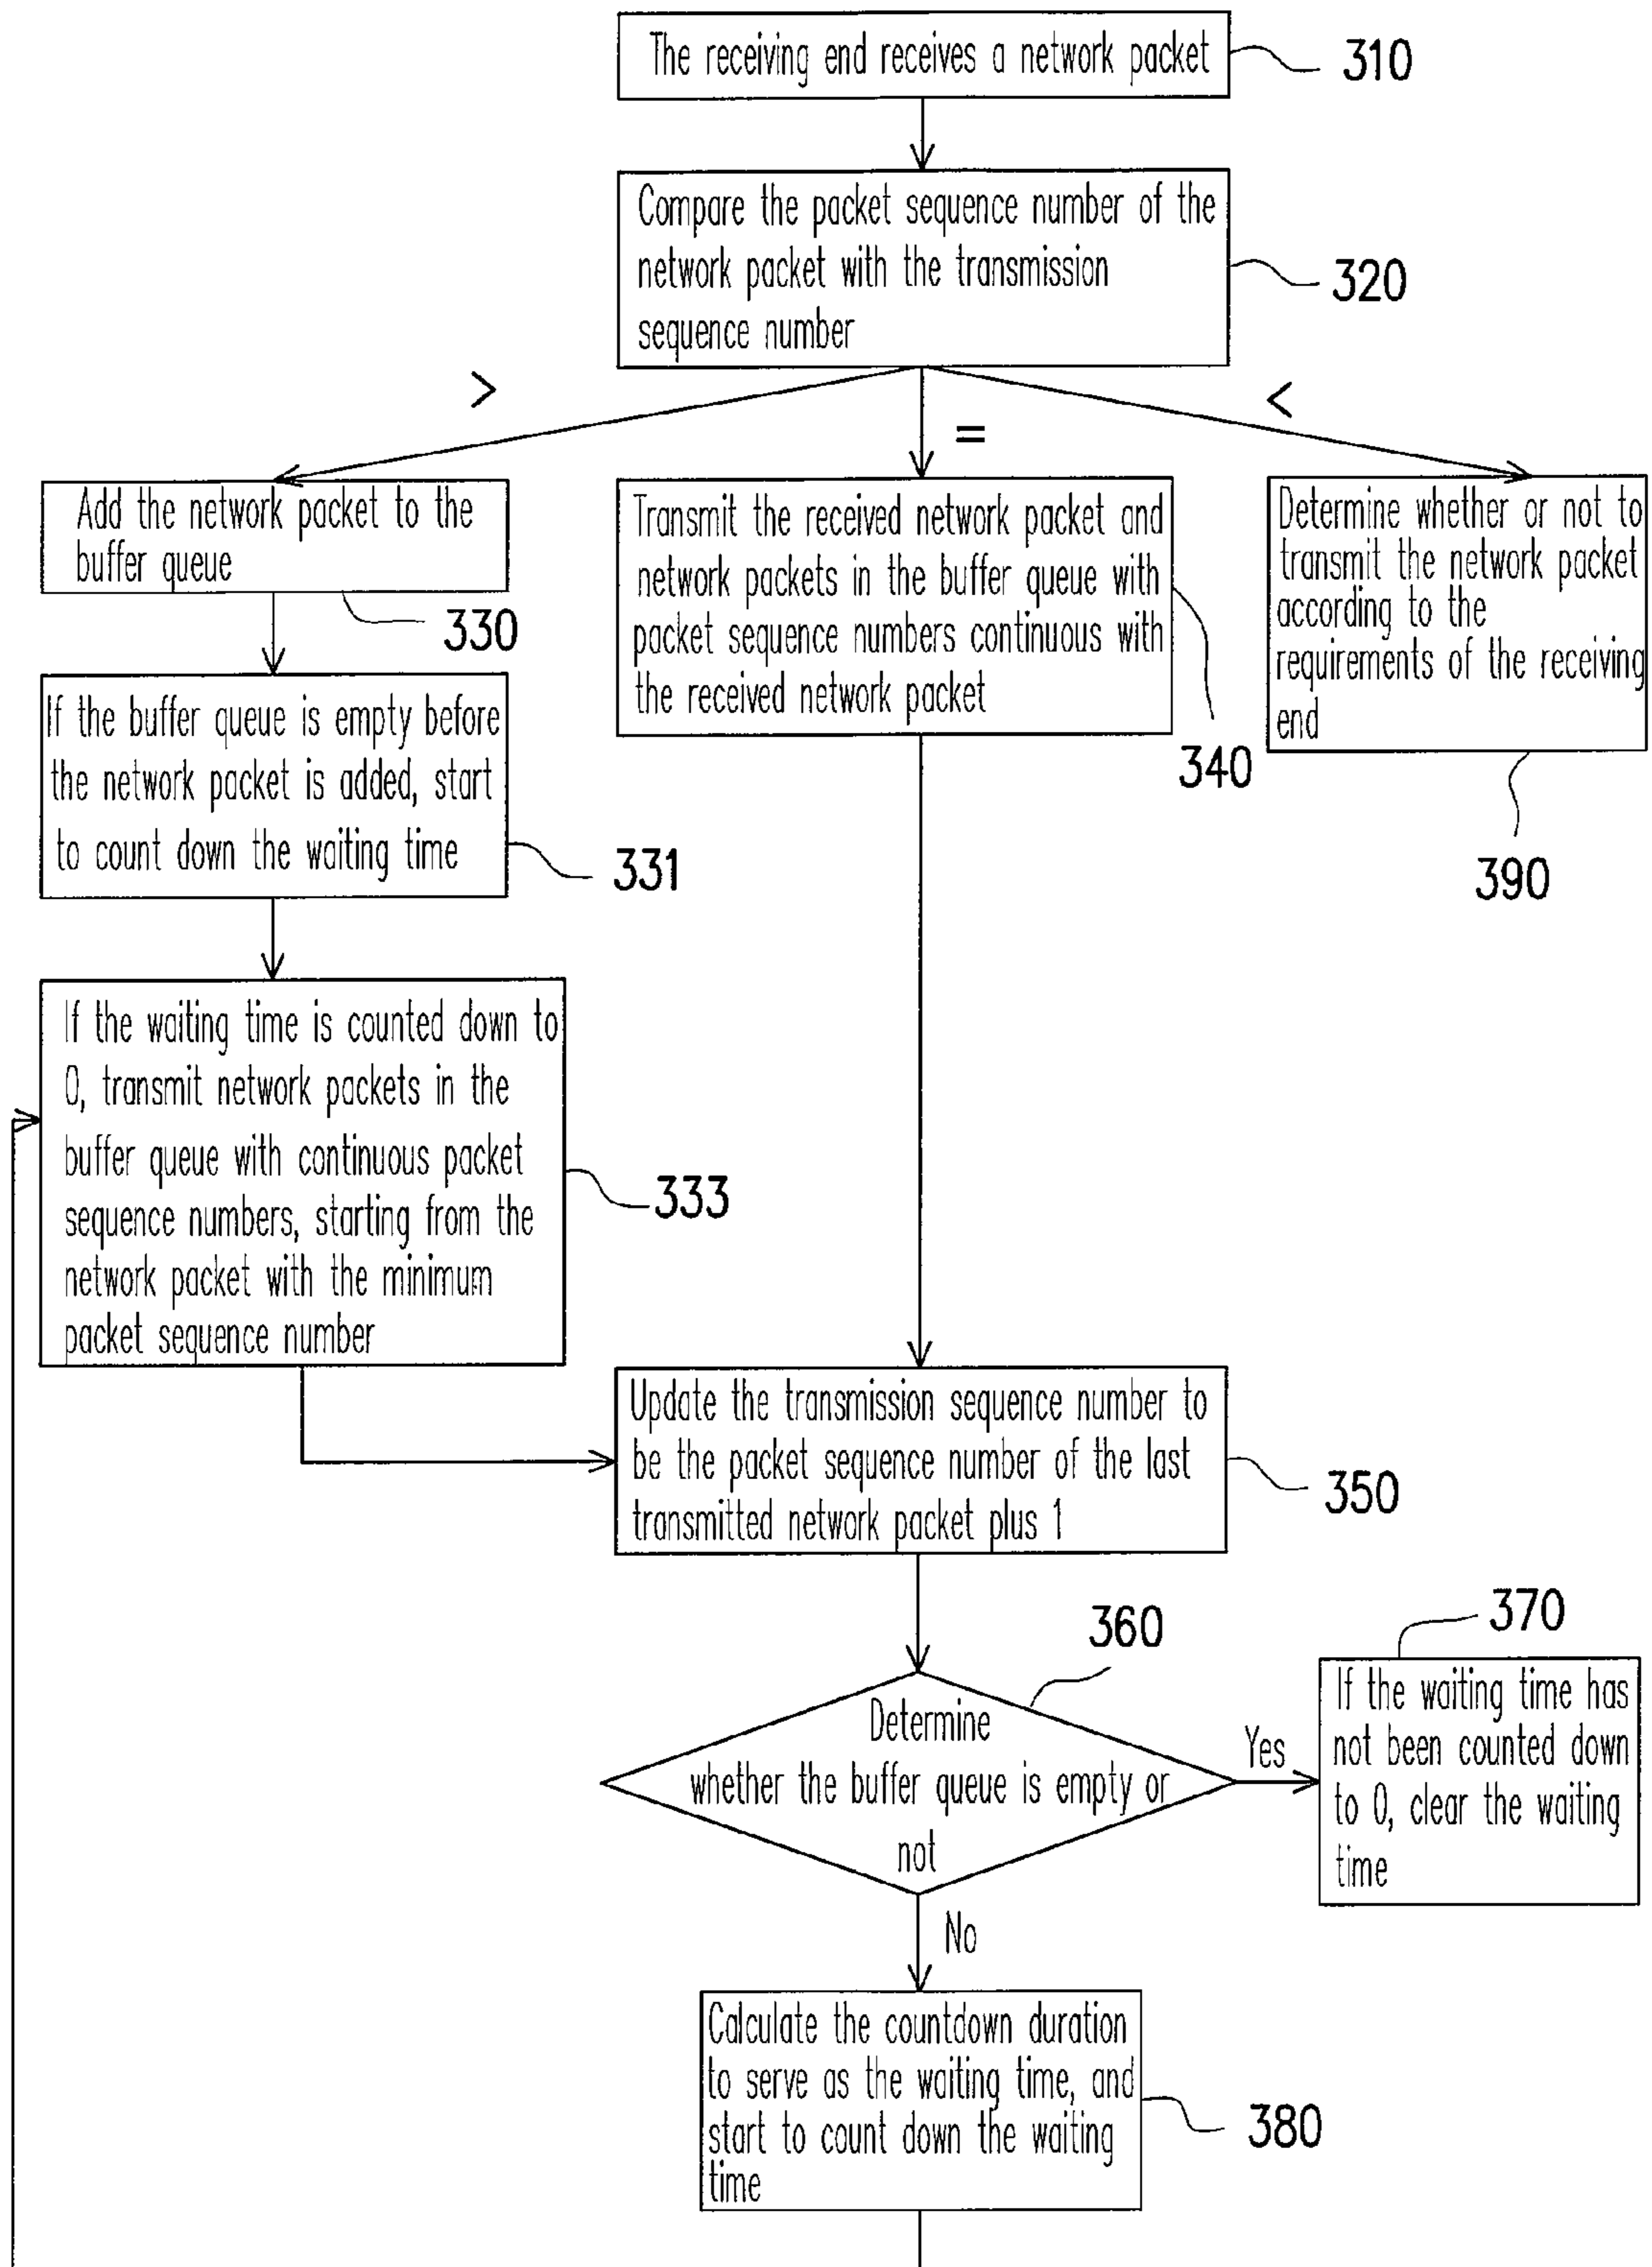 The receiving end receives a network packet
310
Compare the packet sequence number of the
network packet with the transmission
sequence number
320
>
=
<
Add the network packet to the
buffer queue
330
Transmit the received network packet and
network packets in the buffer queue with
packet sequence numbers continuous with
the received network packet
340
Determine whether or not to
transmit the network packet
according to the
requirements of the receiving
end
390
If the buffer queue is empty before
the network packet is added, start
to count down the waiting time
331
If the waiting time is counted down to
0, transmit network packets in the
buffer queue with continuous packet
sequence numbers, starting from the
network packet with the minimum
packet sequence number
333
Update the transmission sequence number to
be the packet sequence number of the last
transmitted network packet plus 1
350
360
Determine
whether the buffer queue is empty or
not
Yes
370
If the waiting time has
not been counted down
to 0, clear the waiting
time
No
Calculate the countdown duration
to serve as the waiting time, and
start to count down the waiting
time
380